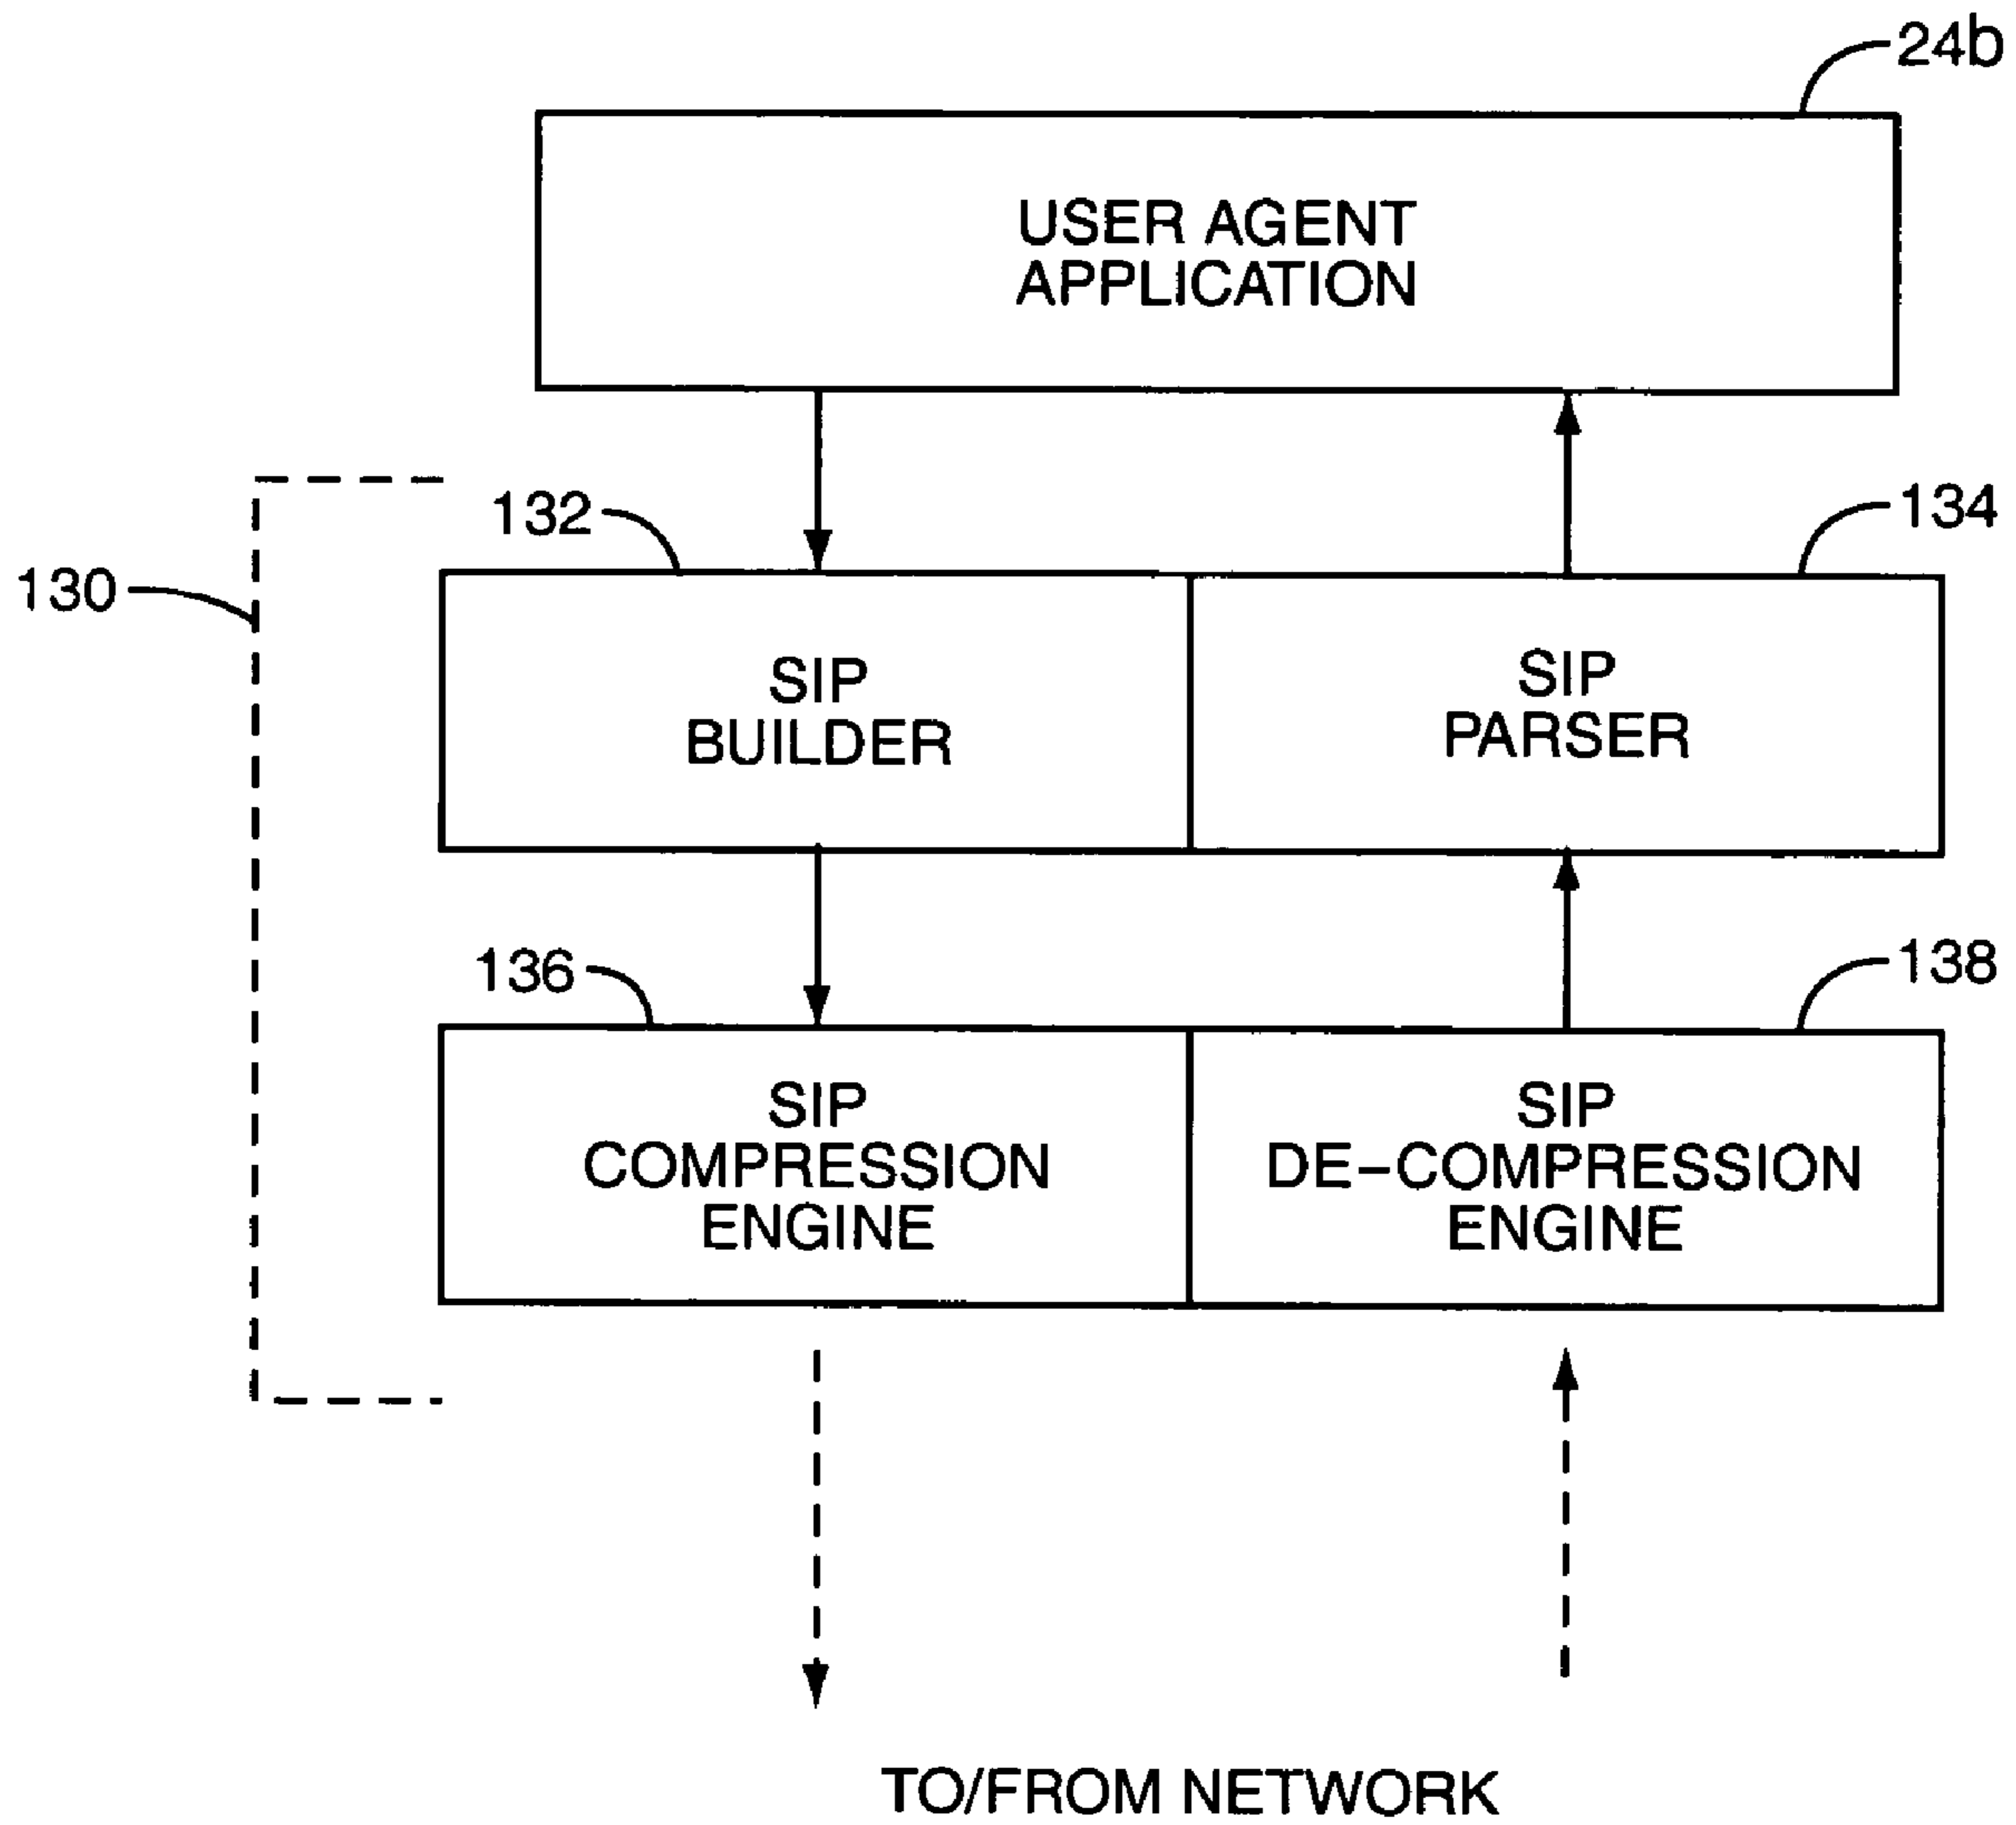 24b
USER AGENT
APPLICATION
132
134
130
SIP
BUILDER
SIP
PARSER
136
138
SIP
COMPRESSION
ENGINE
SIP
DE-COMPRESSION
ENGINE
TO/FROM NETWORK